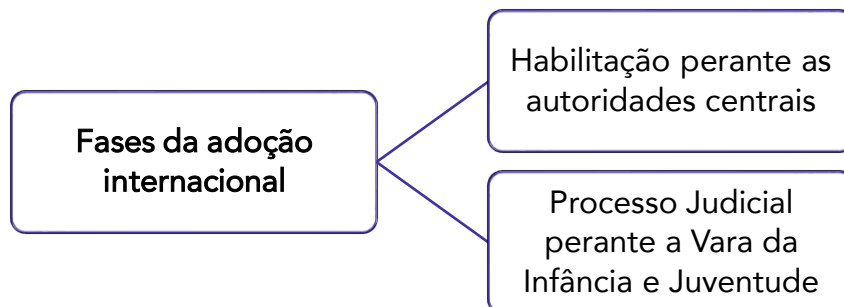 Fases da adoção
internacional
Habilitação perante as
autoridades centrais
Processo Judicial
perante a Vara da
Infância e Juventude